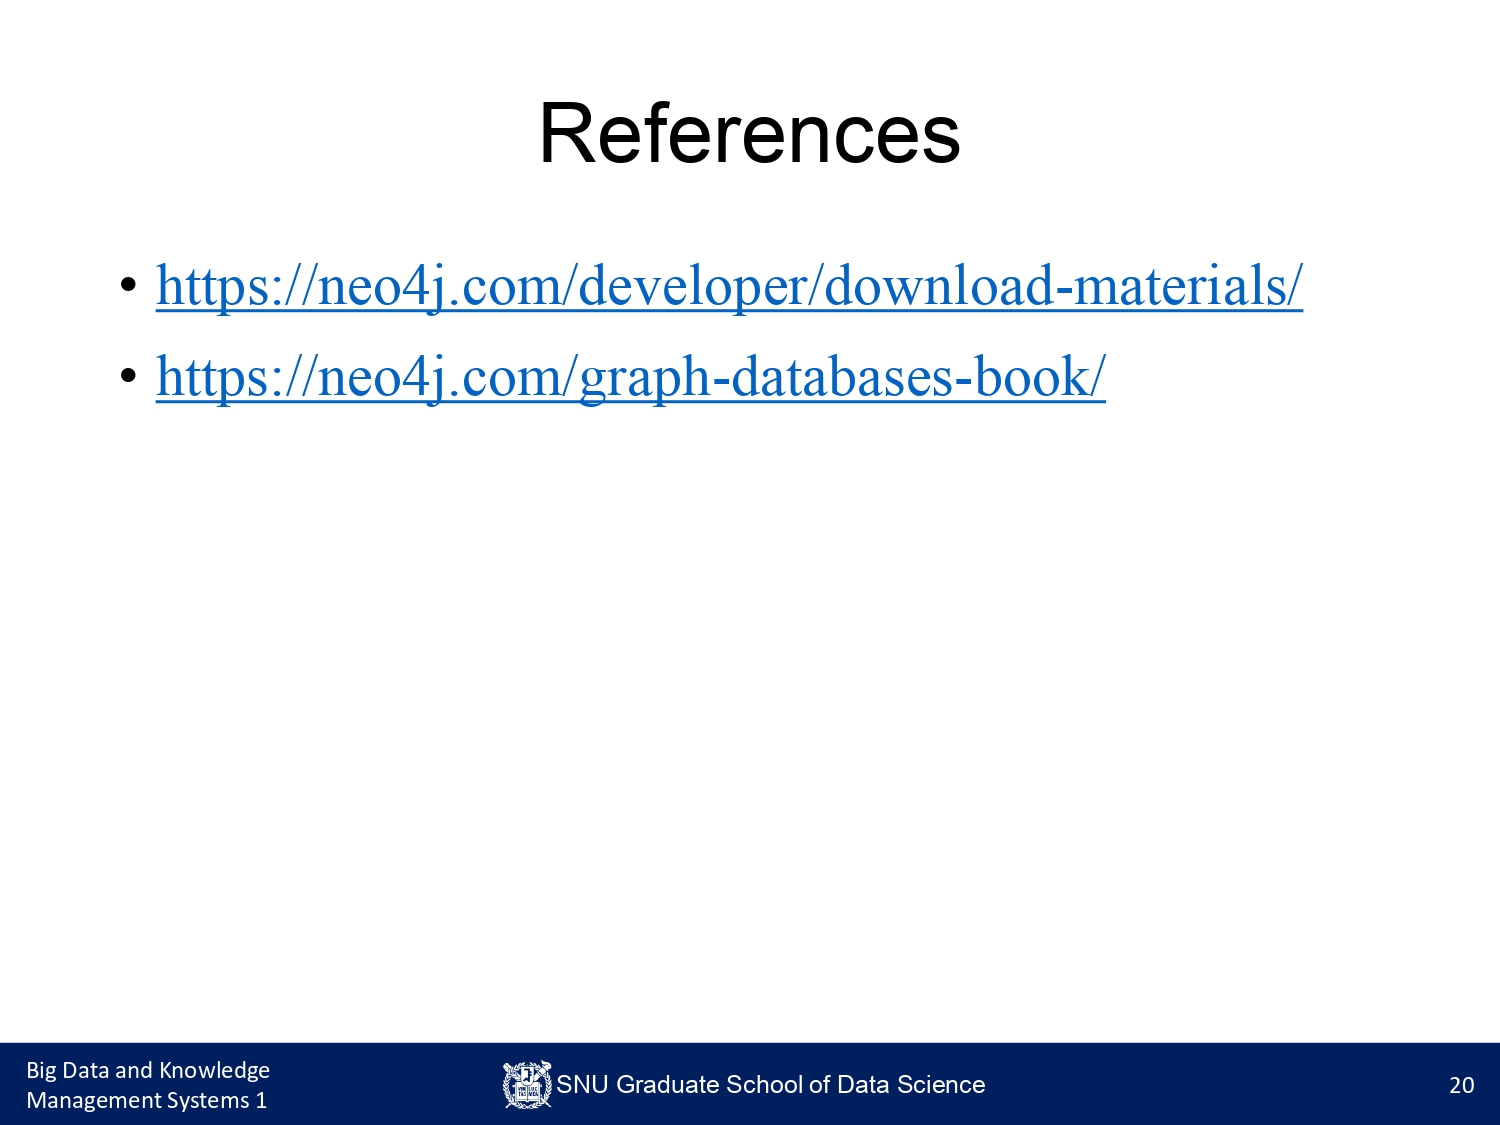 References
• https://neo4j.com/developer/download-materials/
• https://neo4j.com/graph-databases-book/
Big Data and Knowledge
Management Systems 1
SNU Graduate School of Data Science
20